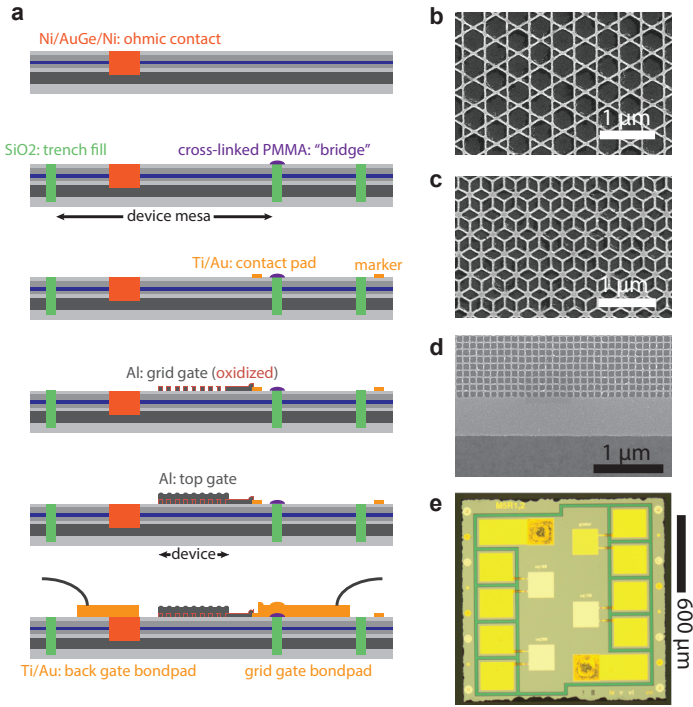 a
Ni/AuGe/Ni: ohmic contact
SiO2: trench fill
cross-linked PMMA: “bridge”
device mesa
Ti/Au: contact pad
marker
Al: grid gate (oxidized)
Al: top gate
device
Ti/Au: back gate bondpad
grid gate bondpad
b
1 μm
c
1 μm
d
1 μm
e
600 μm